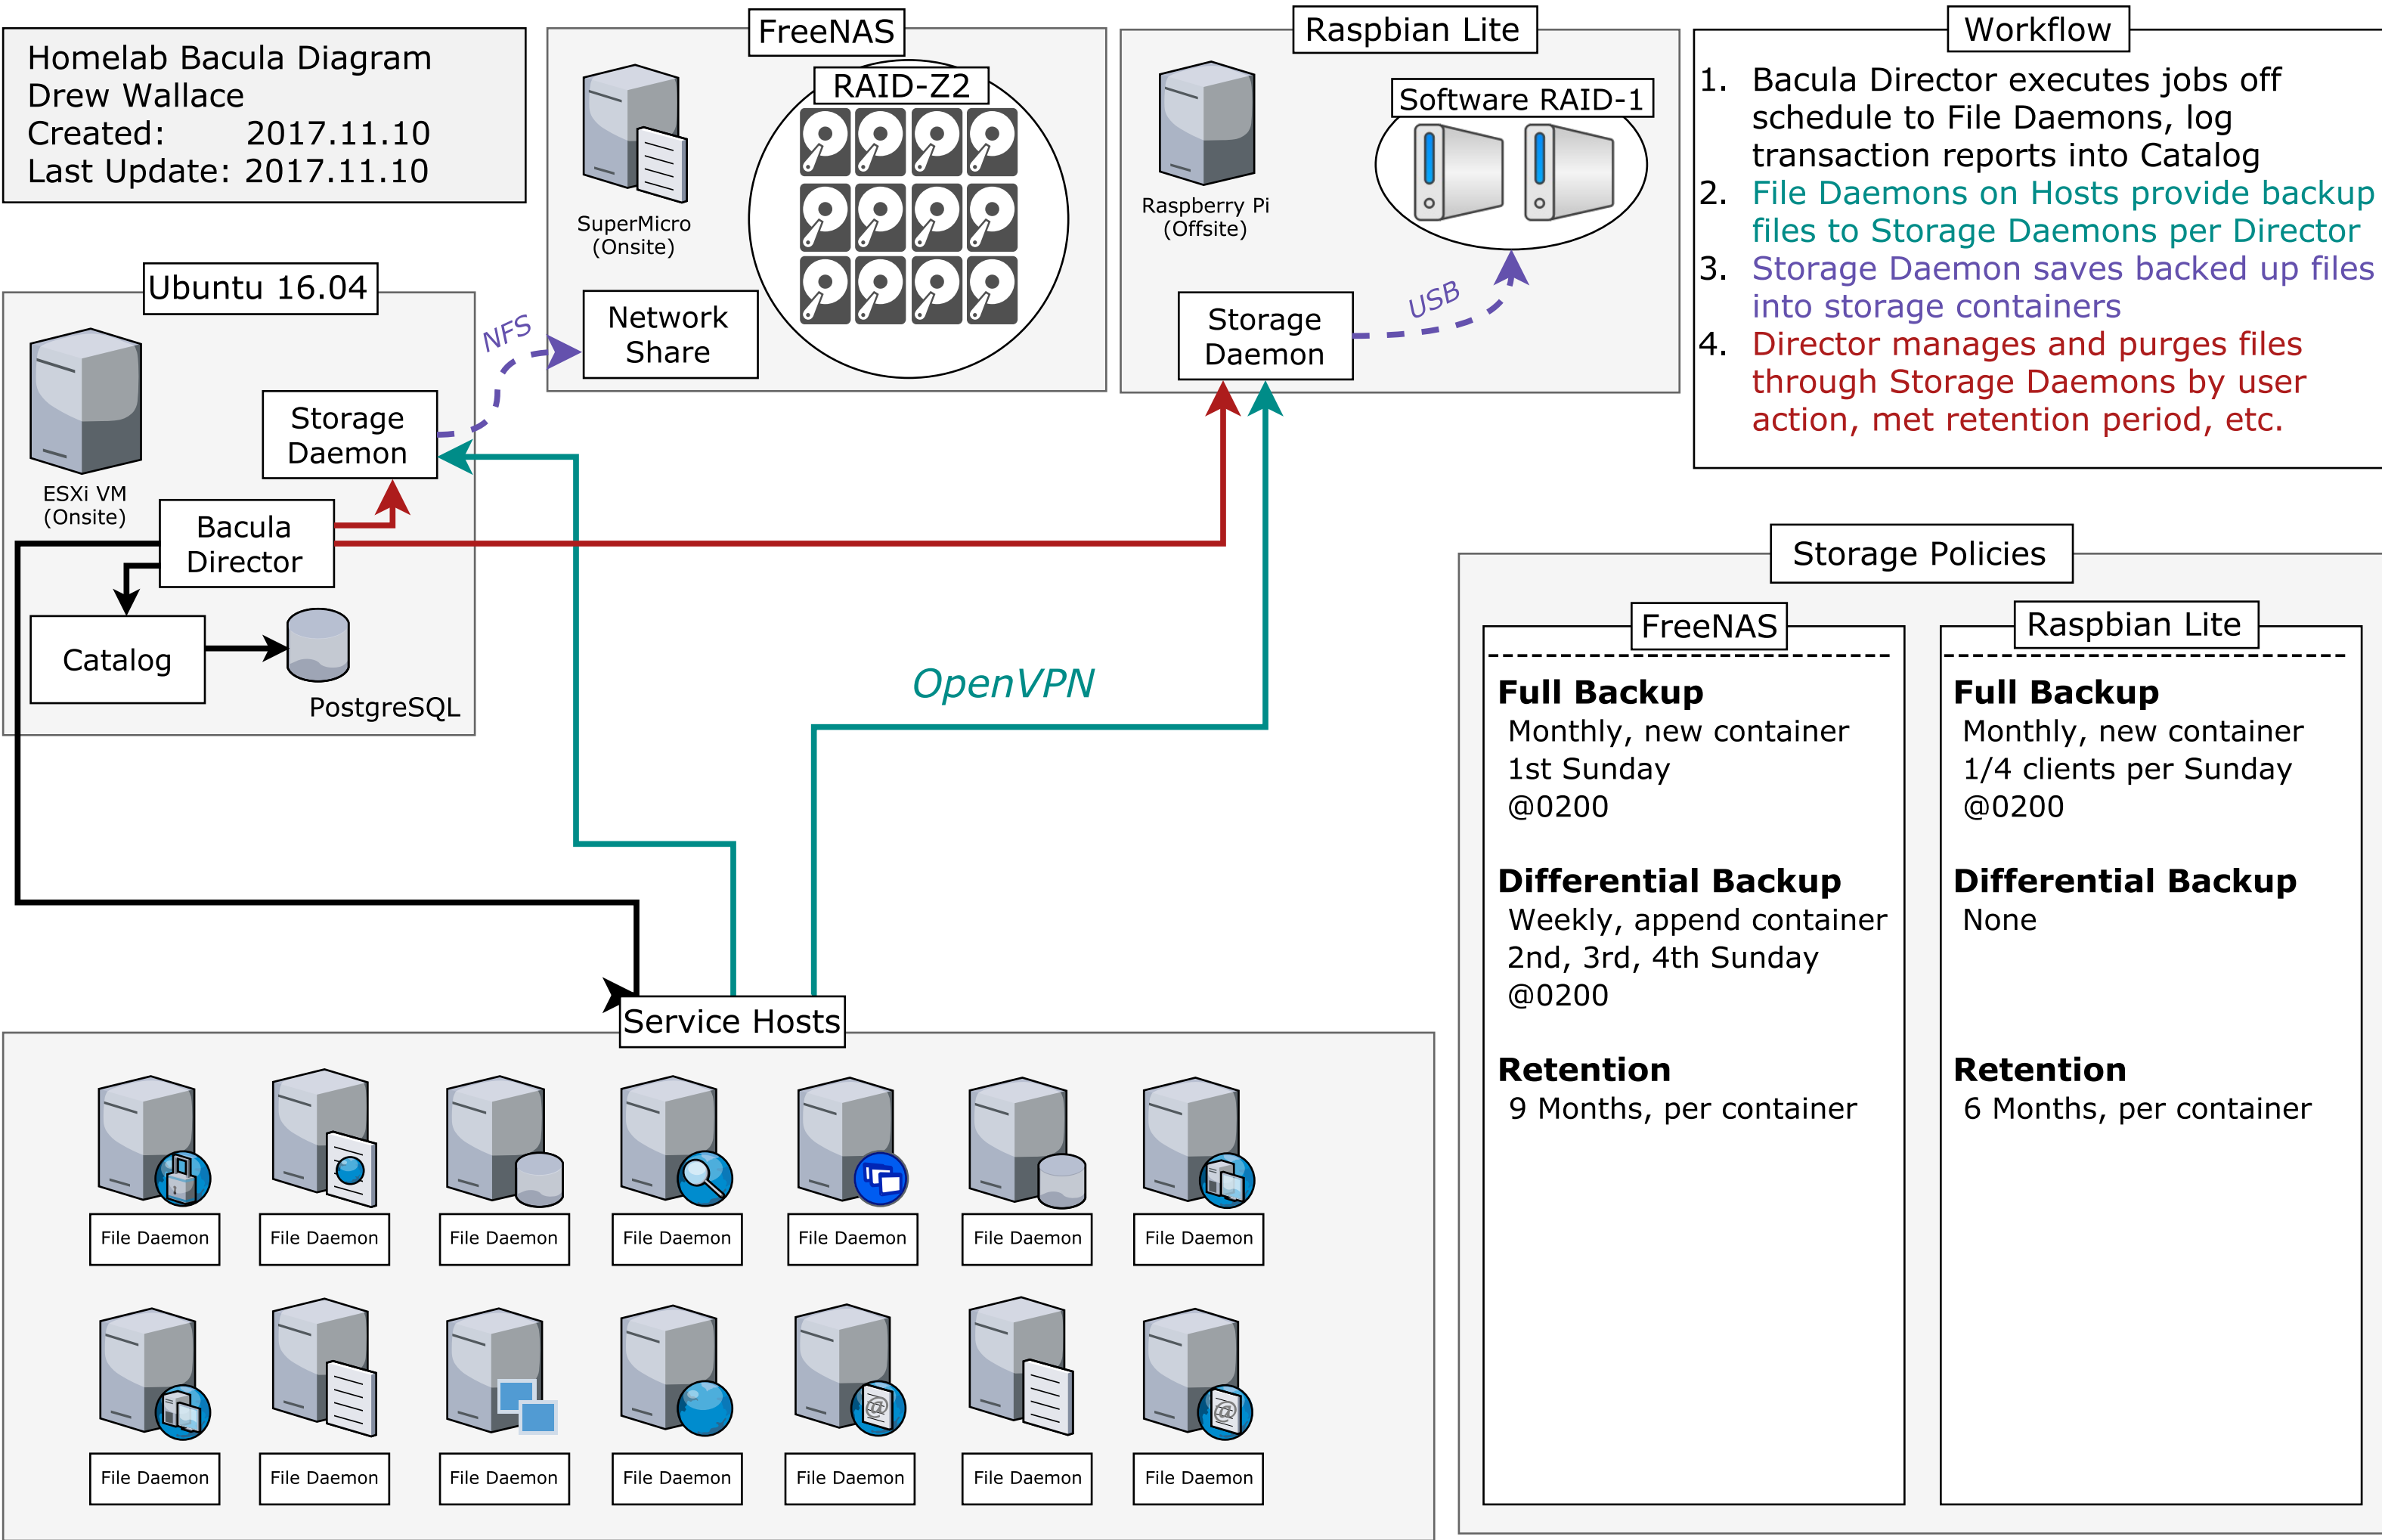 Homelab Bacula Diagram
Drew Wallace
Created: 2017.11.10
Last Update: 2017.11.10
FreeNAS
RAID-Z2
SuperMicro
(Onsite)
Network
Share
Raspbian Lite
Software RAID-1
Raspberry Pi
(Offsite)
Storage
Daemon
USB
Workflow
1. Bacula Director executes jobs off
schedule to File Daemons, log
transaction reports into Catalog
2. File Daemons on Hosts provide backup
files to Storage Daemons per Director
3. Storage Daemon saves backed up files
into storage containers
4. Director manages and purges files
through Storage Daemons by user
action, met retention period, etc.
Ubuntu 16.04
NFS
Storage
Daemon
ESXi VM
(Onsite)
Bacula
Director
Catalog
PostgreSQL
OpenVPN
Storage Policies
FreeNAS
Full Backup
Monthly, new container
1st Sunday
@0200
Differential Backup
Weekly, append container
2nd, 3rd, 4th Sunday
@0200
Retention
9 Months, per container
Raspbian Lite
Full Backup
Monthly, new container
1/4 clients per Sunday
@0200
Differential Backup
None
Retention
6 Months, per container
Service Hosts
@
@
File Daemon
File Daemon
File Daemon
File Daemon
File Daemon
File Daemon
File Daemon
File Daemon
File Daemon
File Daemon
File Daemon
File Daemon
File Daemon
File Daemon